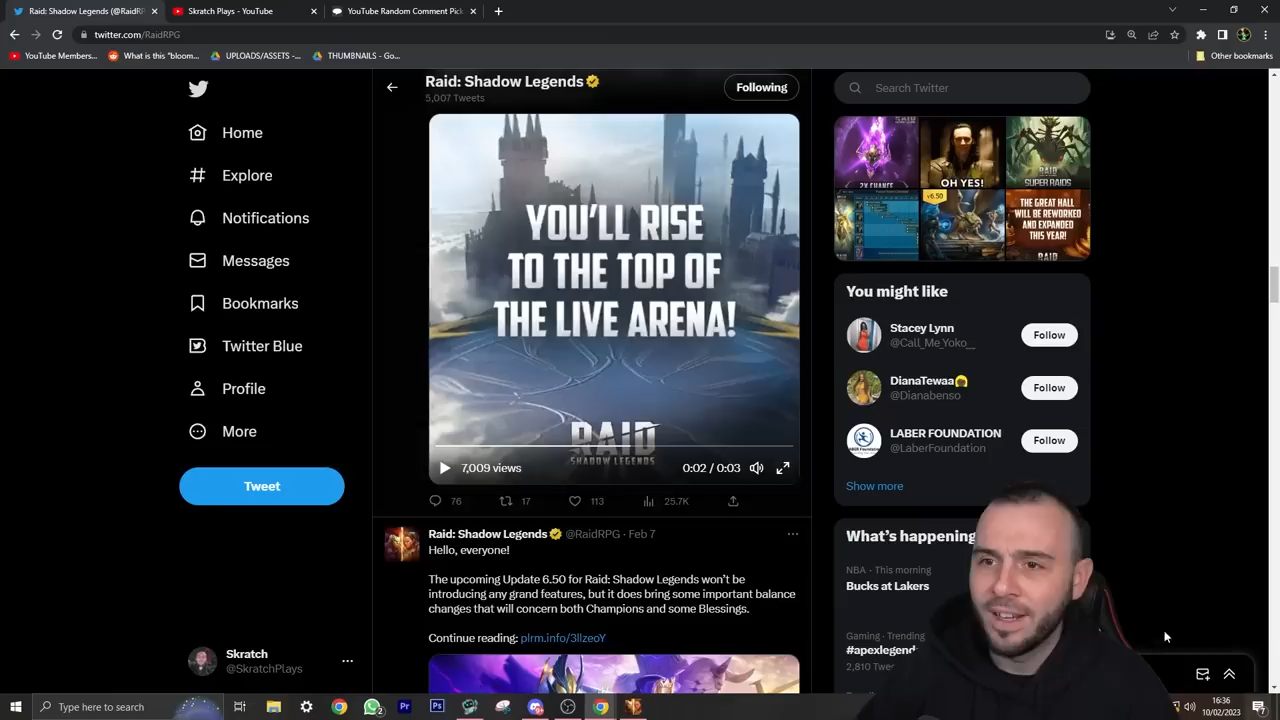 Raid: Shadow Legends (@RaidRP
Skratch Plays - YouTube
YouTube Random Comment Pick
twitter.com/RaidRPG
YouTube Members...
What is this "bloom...
UPLOADS/ASSETS -...
THUMBNAILS - Go...
Other bookmarks
Home
Explore
Notifications
Messages
Bookmarks
Twitter Blue
Profile
More
Tweet
Skratch
@SkratchPlays
Raid: Shadow Legends
5,007 Tweets
Following
YOU'LL RISE
TO THE TOP OF
THE LIVE ARENA!
RAID
SHADOW LEGENDS
7,009 views
0:02 / 0:03
76
17
113
25.7K
Raid: Shadow Legends @RaidRPG · Feb 7
Hello, everyone!
The upcoming Update 6.50 for Raid: Shadow Legends won't be
introducing any grand features, but it does bring some important balance
changes that will concern both Champions and some Blessings.
Continue reading: plrm.info/3llzeoY
Search Twitter
2X CHANCE
OH YES!
RAID
SUPER RAIDS
v6.50
THE GREAT HALL
WILL BE REWORKED
AND EXPANDED
THIS YEAR!
RAID
You might like
Stacey Lynn
@Call_Me_Yoko__
Follow
DianaTewaa
@Dianabenso
Follow
LABER FOUNDATION
@LaberFoundation
Follow
Show more
What's happening
NBA · This morning
Bucks at Lakers
Gaming · Trending
#apexlegend
2,810 Twee
Type here to search
16:36
10/02/2023